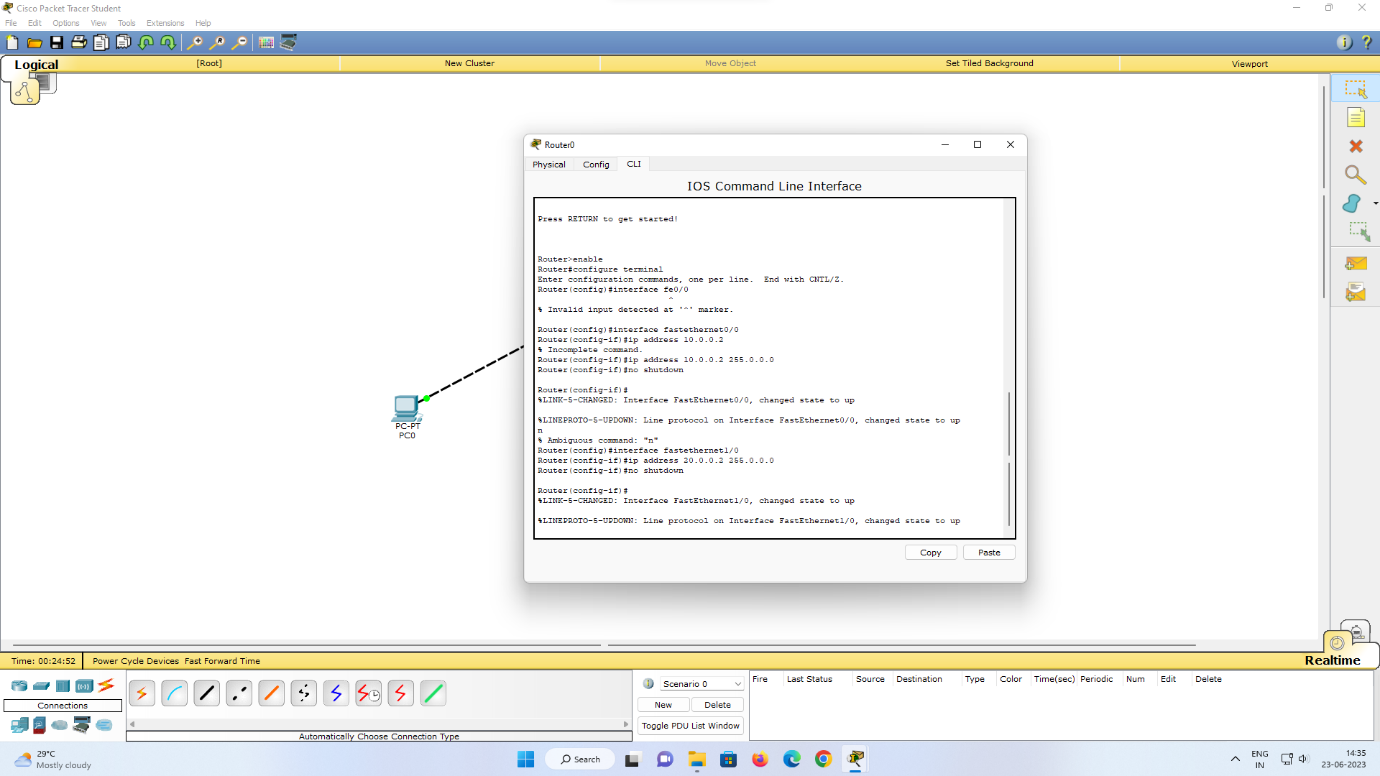 Cisco Packet Tracer Student
File Edit Options View Tools Extensions Help
Logical [Root] New Cluster Move Object Set Tiled Background Viewport
Router0
Physical Config CLI
IOS Command Line Interface
Press RETURN to get started!
Router>enable
Router#configure terminal
Enter configuration commands, one per line.  End with CNTL/Z.
Router(config)#interface fe0/0
^
% Invalid input detected at '^' marker.
Router(config)#interface fastethernet0/0
Router(config-if)#ip address 10.0.0.2
% Incomplete command.
Router(config-if)#ip address 10.0.0.2 255.0.0.0
Router(config-if)#no shutdown
Router(config-if)#
%LINK-5-CHANGED: Interface FastEthernet0/0, changed state to up
%LINEPROTO-5-UPDOWN: Line protocol on Interface FastEthernet0/0, changed state to up
n
% Ambiguous command: "n"
Router(config-if)#interface fastethernet1/0
Router(config-if)#ip address 20.0.0.2 255.0.0.0
Router(config-if)#no shutdown
Router(config-if)#
%LINK-5-CHANGED: Interface FastEthernet1/0, changed state to up
%LINEPROTO-5-UPDOWN: Line protocol on Interface FastEthernet1/0, changed state to up
Copy Paste
PC-PT
PC0
Time: 00:24:52 Power Cycle Devices Fast Forward Time
Realtime
Connections
Automatically Choose Connection Type
Scenario 0
New Delete
Toggle PDU List Window
Fire Last Status Source Destination Type Color Time(sec) Periodic Num Edit Delete
29°C
Mostly cloudy
Search
ENG
IN
14:35
23-06-2023